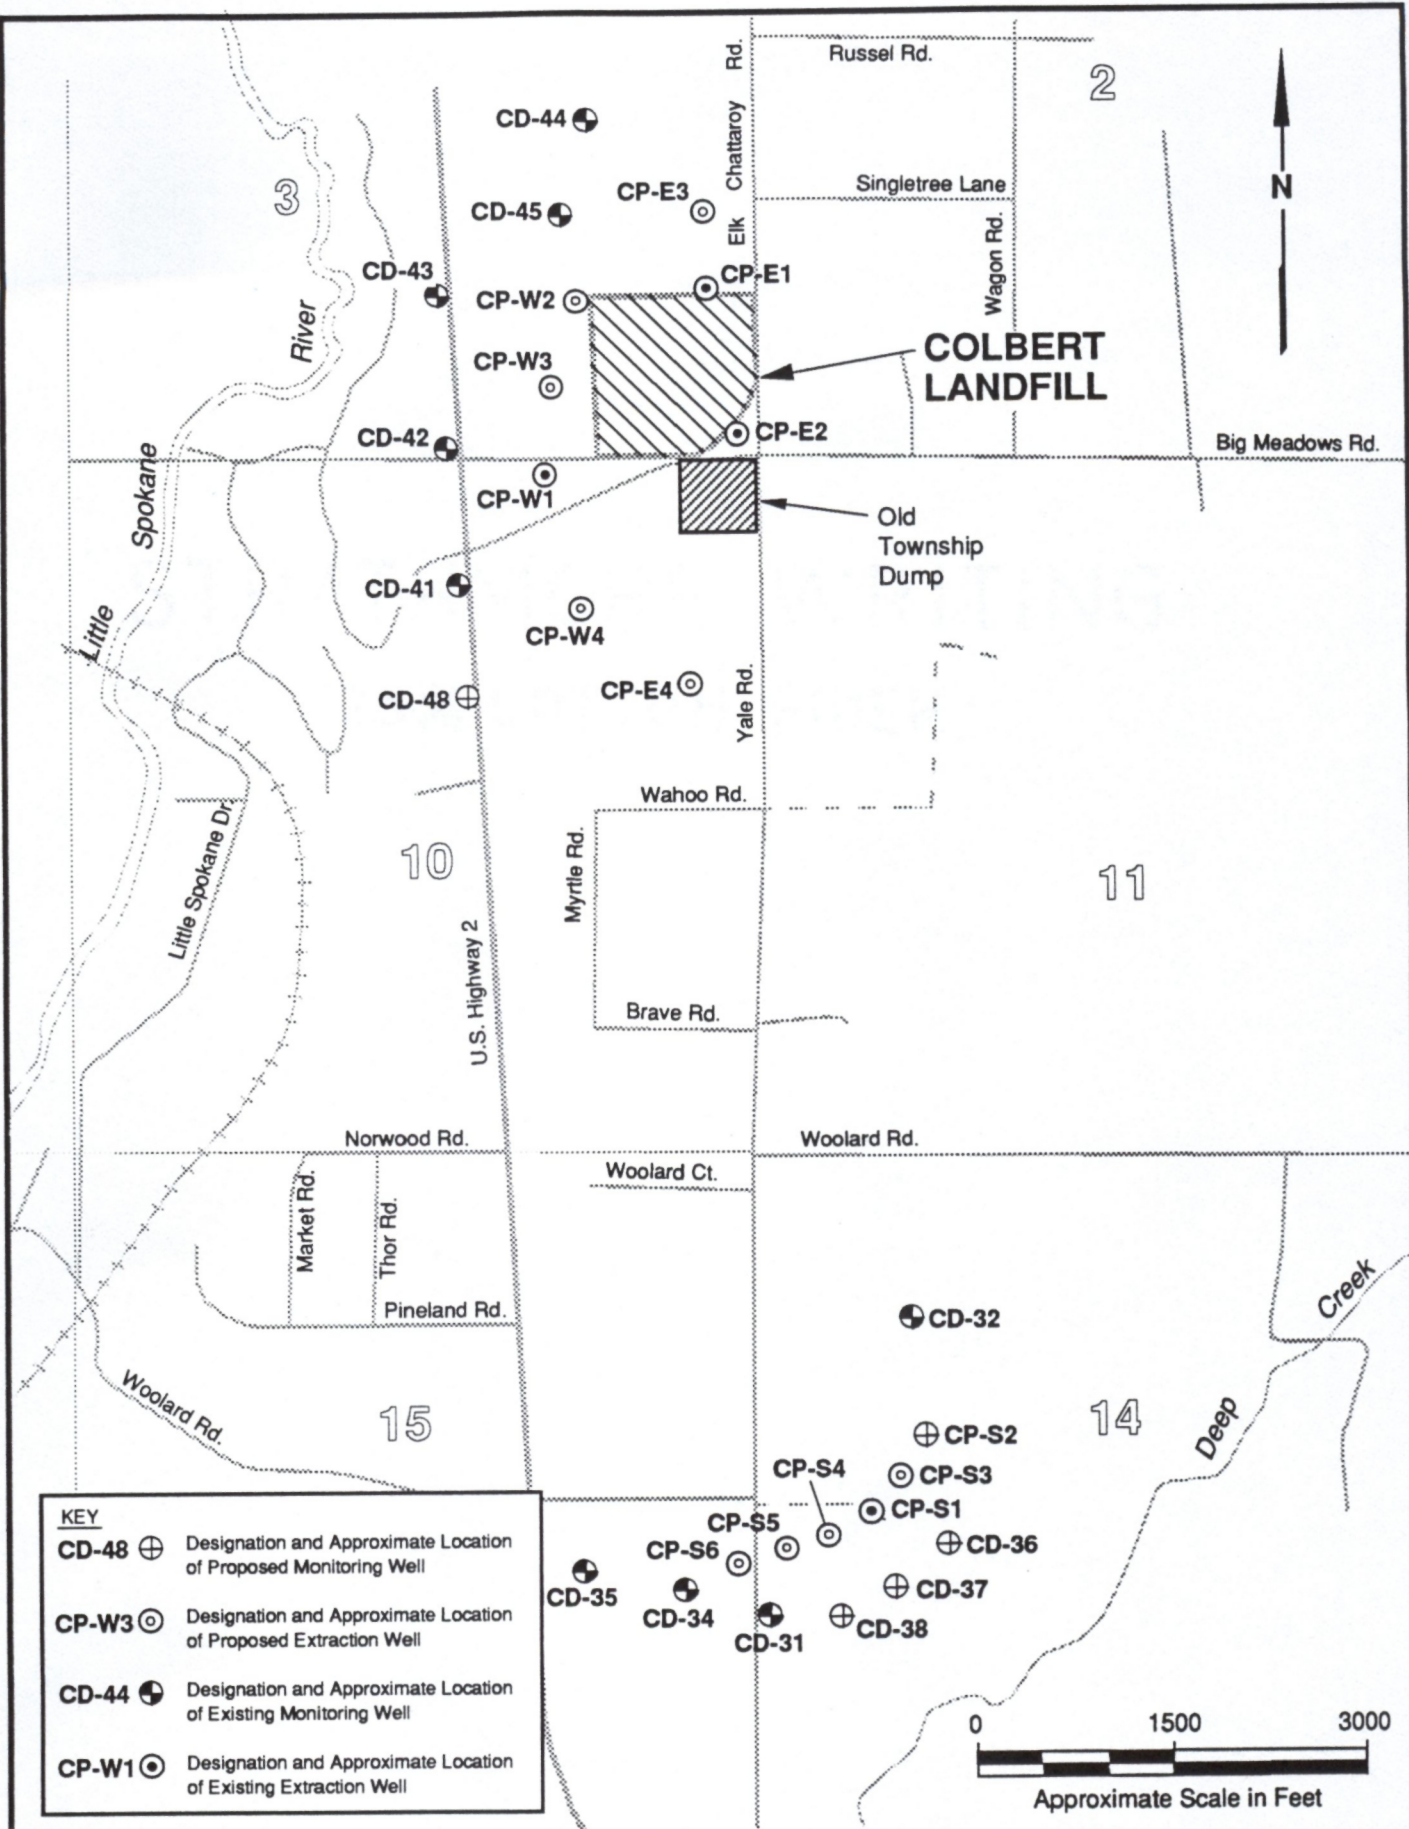 Russel Rd.
2
Elk Chattaroy Rd.
CD-44
N
3
Singletree Lane
CP-E3
CD-45
Wagon Rd.
CD-43
CP-E1
CP-W2
COLBERT
LANDFILL
CP-W3
CD-42
CP-E2
Big Meadows Rd.
CP-W1
Little Spokane River
Old
Township
Dump
CD-41
CP-W4
CP-E4
CD-48
Yale Rd.
Wahoo Rd.
Little Spokane Dr.
10
Myrtle Rd.
11
U.S. Highway 2
Brave Rd.
Norwood Rd.
Woolard Rd.
Woolard Ct.
Market Rd.
Thor Rd.
Pineland Rd.
CD-32
Deep Creek
Woolard Rd.
15
14
CP-S2
CP-S4
CP-S3
CP-S1
CP-S5
CP-S6
CD-36
CD-35
CD-34
CD-37
CD-31
CD-38
KEY
CD-48 Designation and Approximate Location
of Proposed Monitoring Well
CP-W3 Designation and Approximate Location
of Proposed Extraction Well
CD-44 Designation and Approximate Location
of Existing Monitoring Well
CP-W1 Designation and Approximate Location
of Existing Extraction Well
0 1500 3000
Approximate Scale in Feet